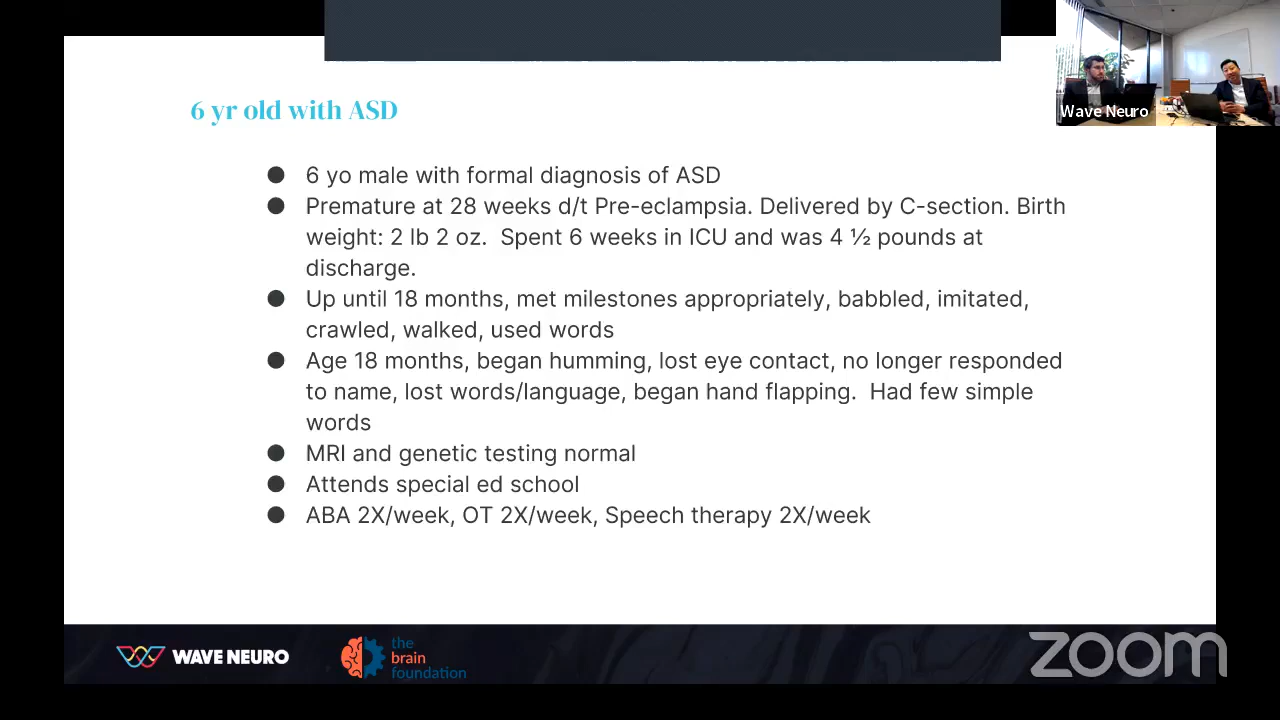 6 yr old with ASD
Wave Neuro
● 6 yo male with formal diagnosis of ASD
● Premature at 28 weeks d/t Pre-eclampsia. Delivered by C-section. Birth
weight: 2 lb 2 oz.  Spent 6 weeks in ICU and was 4 ½ pounds at
discharge.
● Up until 18 months, met milestones appropriately, babbled, imitated,
crawled, walked, used words
● Age 18 months, began humming, lost eye contact, no longer responded
to name, lost words/language, began hand flapping.  Had few simple
words
● MRI and genetic testing normal
● Attends special ed school
● ABA 2X/week, OT 2X/week, Speech therapy 2X/week
WAVE NEURO
the
brain
foundation
zoom